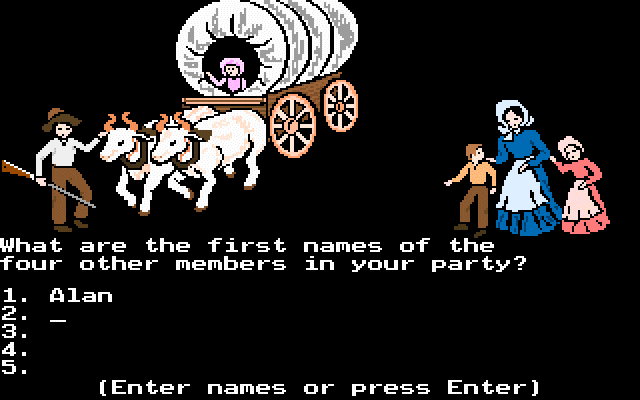 What are the first names of the
four other members in your party?
1. Alan
2. _
3.
4.
5.
(Enter names or press Enter)